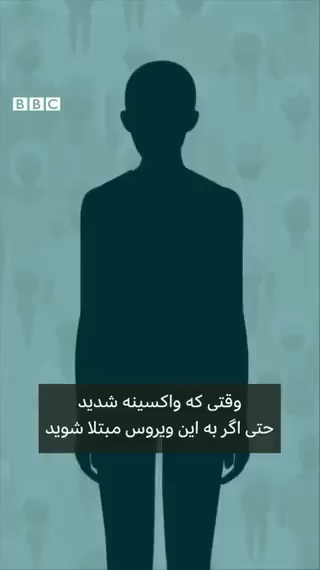 BBC
وقتی که واکسینه شدید
حتی اگر به این ویروس مبتلا شوید